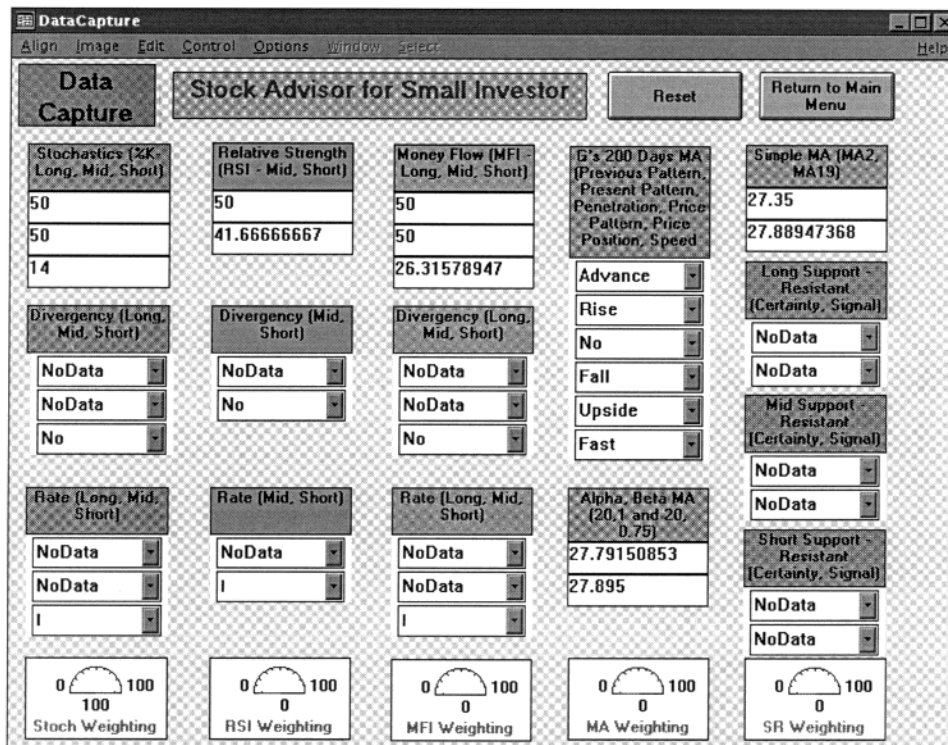 DataCapture
Align Image Edit Control Options Window Select Help
Data
Capture
Stock Advisor for Small Investor
Reset
Return to Main
Menu
Stochastics (%K-
Long, Mid, Short)
50
50
14
Divergency (Long,
Mid, Short)
NoData
NoData
No
Rate (Long, Mid,
Short)
NoData
NoData
I
0 100
100
Stoch Weighting
Relative Strength
(RSI - Mid, Short)
50
41.66666667
Divergency (Mid,
Short)
NoData
No
Rate (Mid, Short)
NoData
I
0 100
0
RSI Weighting
Money Flow (MFI -
Long, Mid, Short)
50
50
26.31578947
Divergency (Long,
Mid, Short)
NoData
NoData
No
Rate (Long, Mid,
Short)
NoData
NoData
I
0 100
0
MFI Weighting
G's 200 Days MA
(Previous Pattern,
Present Pattern,
Penetration, Price
Pattern, Price
Position, Speed
Advance
Rise
No
Fall
Upside
Fast
Alpha, Beta MA
(20,1 and 20,
0.75)
27.79150853
27.895
0 100
0
MA Weighting
Simple MA (MA2,
MA19)
27.35
27.88947368
Long Support -
Resistant
(Certainty, Signal)
NoData
NoData
Mid Support -
Resistant
(Certainty, Signal)
NoData
NoData
Short Support -
Resistant
(Certainty, Signal)
NoData
NoData
0 100
0
SR Weighting